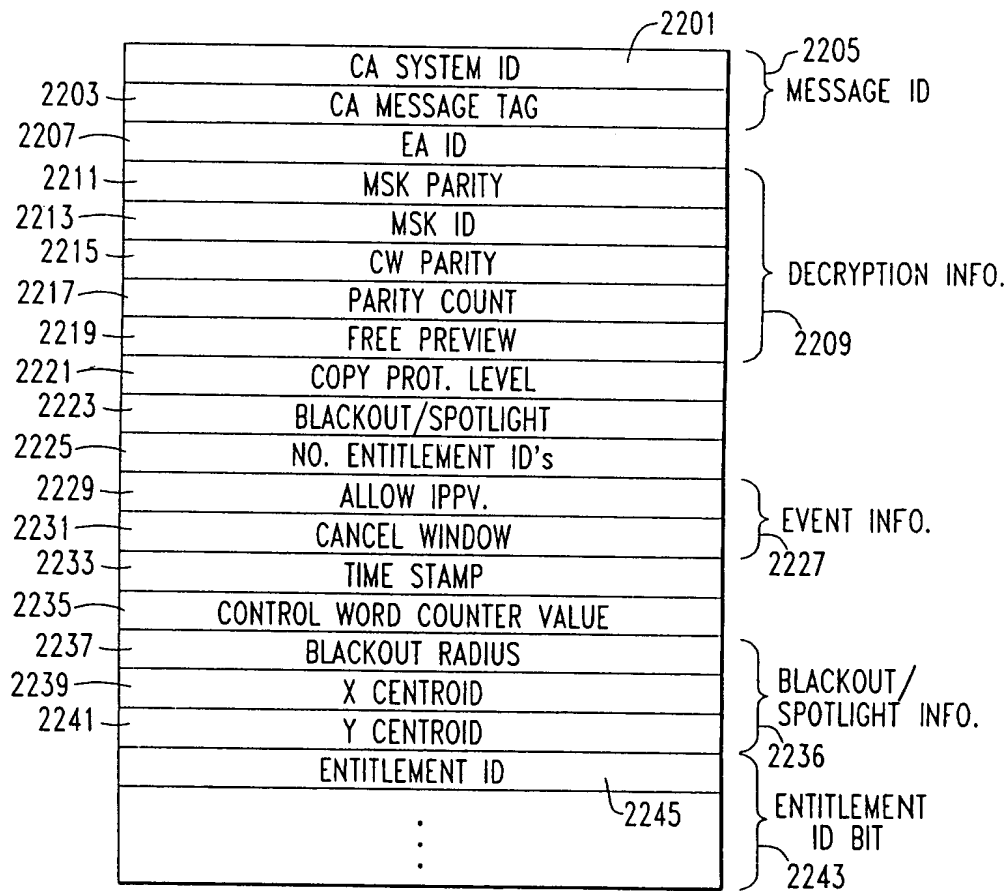 2201
CA SYSTEM ID
2205
MESSAGE ID
2203
CA MESSAGE TAG
2207
EA ID
2211
MSK PARITY
2213
MSK ID
2215
CW PARITY
DECRYPTION INFO.
2217
PARITY COUNT
2219
FREE PREVIEW
2209
2221
COPY PROT. LEVEL
2223
BLACKOUT/SPOTLIGHT
2225
NO. ENTITLEMENT ID's
2229
ALLOW IPPV.
EVENT INFO.
2231
CANCEL WINDOW
2227
2233
TIME STAMP
2235
CONTROL WORD COUNTER VALUE
2237
BLACKOUT RADIUS
2239
X CENTROID
BLACKOUT/
SPOTLIGHT INFO.
2241
Y CENTROID
2236
ENTITLEMENT ID
2245
ENTITLEMENT
ID BIT
2243